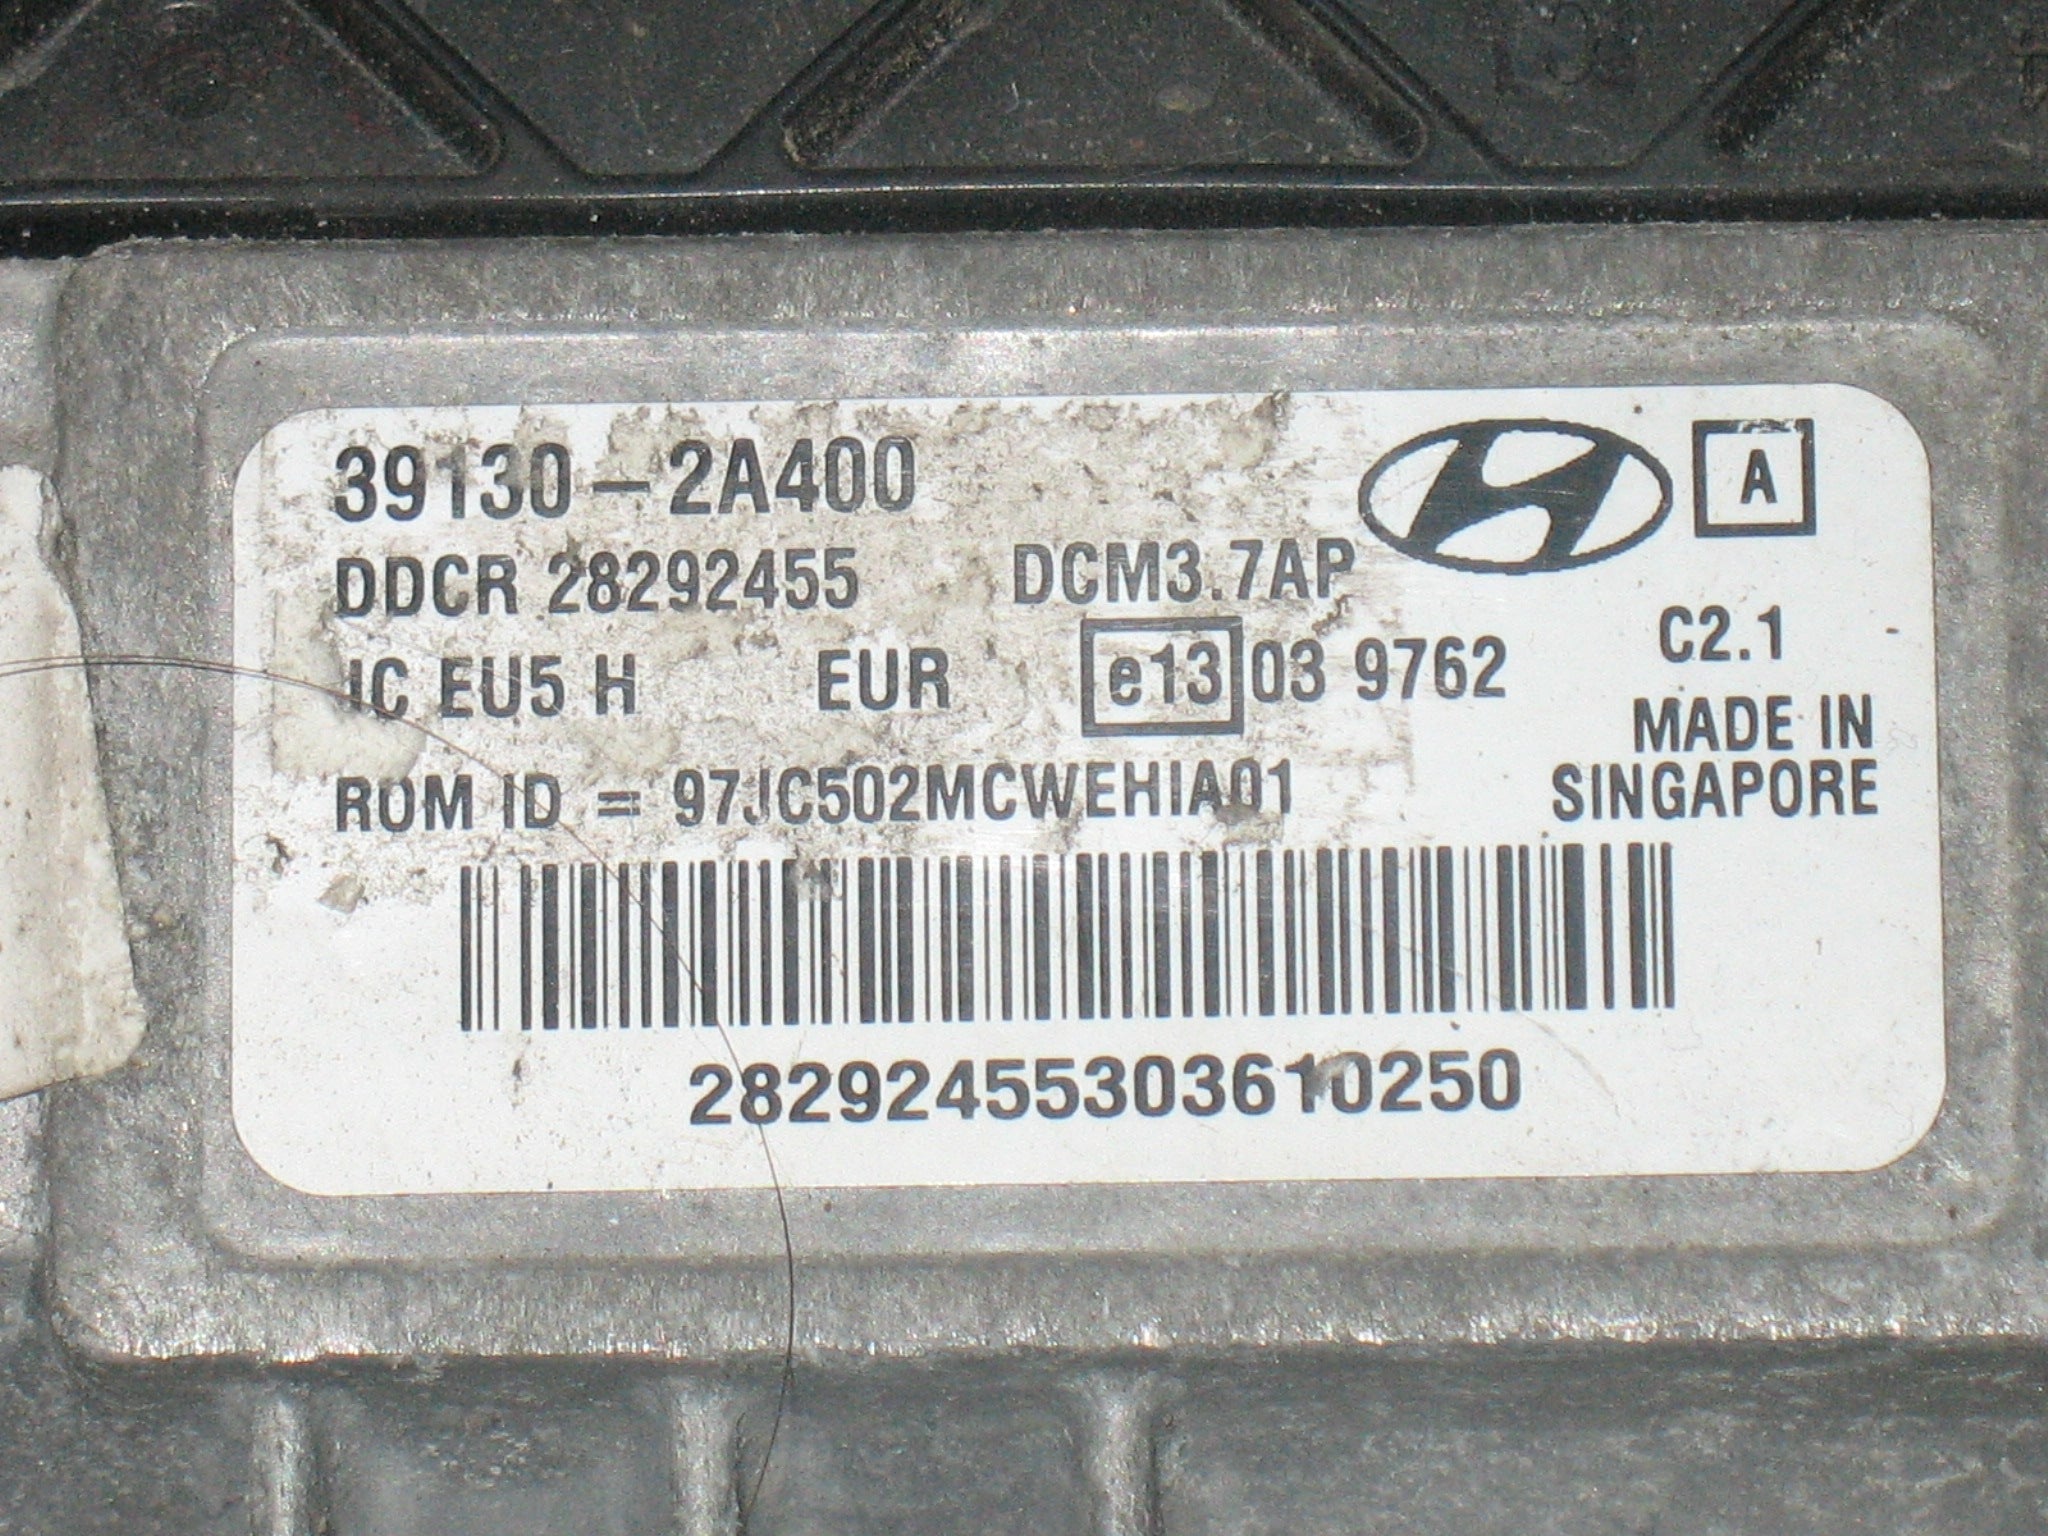 39130-2A400
A
DDCR 28292455 DCM3.7AP
JC EU5 H EUR e13 03 9762 C2.1
MADE IN
SINGAPORE
ROM ID = 97JC502MCWEHIA01
28292455303610250